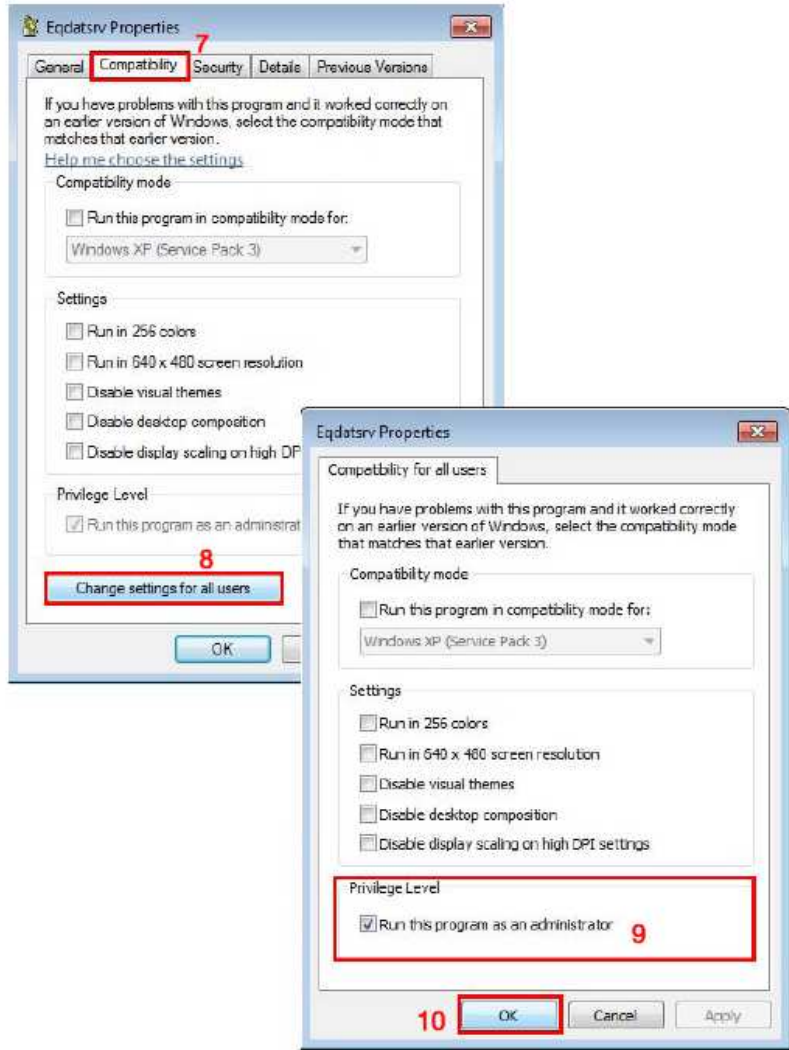 Eqdatsrv Properties
7
General Compatibility Security Details Previous Versions
If you have problems with this program and it worked correctly on
an earlier version of Windows, select the compatibility mode that
matches that earlier version.
Help me choose the settings
Compatibility mode
Run this program in compatibility mode for:
Windows XP (Service Pack 3)
Settings
Run in 256 colors
Run in 640 x 480 screen resolution
Disable visual themes
Disable desktop composition
Disable display scaling on high DP
Privilege Level
Run this program as an administrat
8
Change settings for all users
OK
Eqdatsrv Properties
Compatibility for all users
If you have problems with this program and it worked correctly
on an earlier version of Windows, select the compatibility mode
that matches that earlier version.
Compatibility mode
Run this program in compatibility mode for:
Windows XP (Service Pack 3)
Settings
Run in 256 colors
Run in 640 x 480 screen resolution
Disable visual themes
Disable desktop composition
Disable display scaling on high DPI settings
Privilege Level
Run this program as an administrator
9
10
OK Cancel Apply